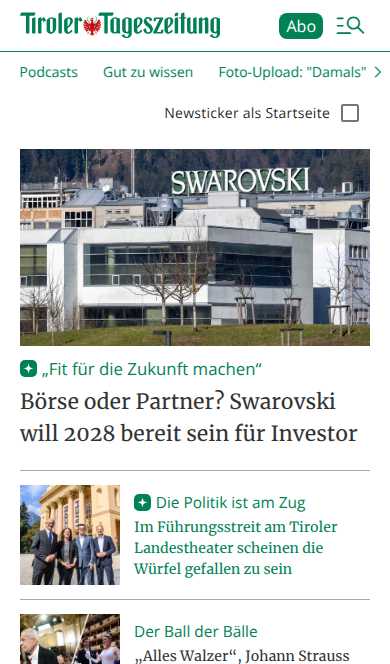 Tiroler Tageszeitung
Abo
Podcasts Gut zu wissen Foto-Upload: "Damals"
Newsticker als Startseite
SWAROVSKI
„Fit für die Zukunft machen“
Börse oder Partner? Swarovski
will 2028 bereit sein für Investor
Die Politik ist am Zug
Im Führungsstreit am Tiroler
Landestheater scheinen die
Würfel gefallen zu sein
Der Ball der Bälle
„Alles Walzer“, Johann Strauss